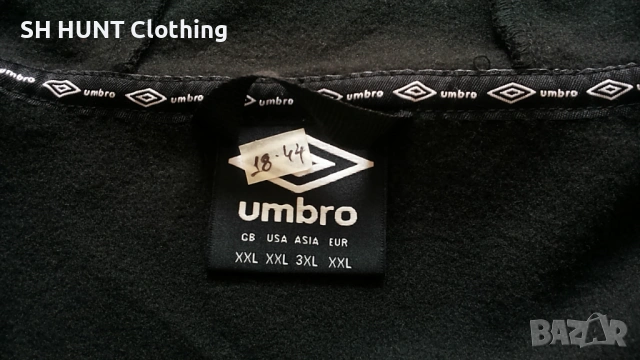 SH HUNT Clothing
umbro umbro umbro umbro umbro
18-44
umbro
GB USA ASIA EUR
XXL XXL 3XL XXL
BAZAR